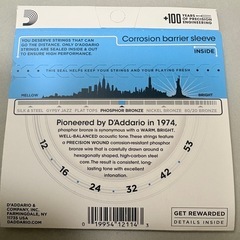 +100 YEARS OF PRECISION ENGINEERING
YOU DESERVE STRINGS THAT CAN
GO THE DISTANCE. ONLY D'ADDARIO
STRINGS ARE SEALED INSIDE & OUT
TO ENSURE HIGH PERFORMANCE.
Corrosion barrier sleeve
INSIDE
THIS SEAL HELPS KEEP YOUR STRINGS AND YOUR PLAYING FRESH
MELLOW
BRIGHT
SILK & STEEL
GYPSY JAZZ
FLAT TOPS
PHOSPHOR BRONZE
NICKEL BRONZE
80/20 BRONZE
Pioneered by D'Addario in 1974,
phosphor bronze is synonymous with a WARM, BRIGHT,
WELL-BALANCED acoustic tone. These strings
feature a PRECISION WOUND corrosion-resistant phosphor
bronze wire that is carefully drawn around a
hexagonally shaped, high-carbon steel
core. The result is consistent, long-
lasting tone with excellent
intonation.
12
16
24
32
42
53
D'ADDARIO &
COMPANY, INC.
FARMINGDALE, NY
11735 USA
DADDARIO.COM
0 19954 12114 3
GET REWARDED
DETAILS INSIDE